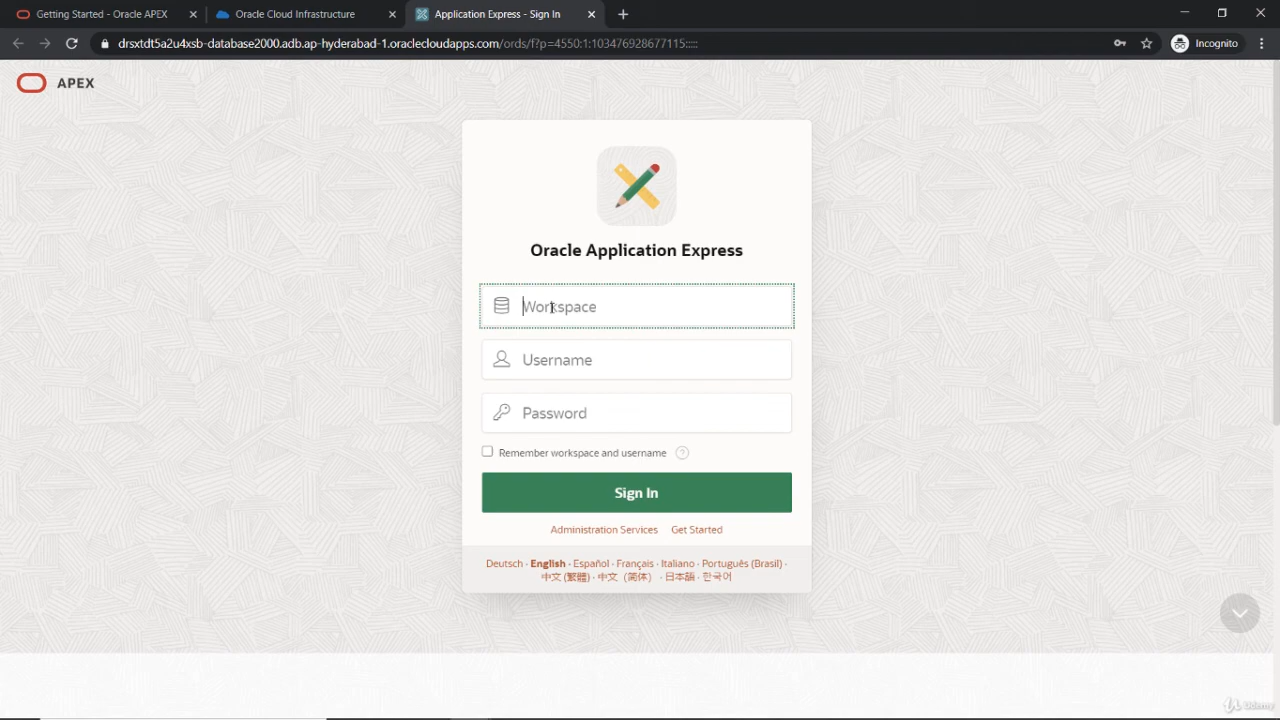 Getting Started - Oracle APEX
Oracle Cloud Infrastructure
Application Express - Sign In
drsxtdt5a2u4xsb-database2000.adb.ap-hyderabad-1.oraclecloudapps.com/ords/f?p=4550:1:103476928677115:::::
Incognito
APEX
Oracle Application Express
Workspace
Username
Password
Remember workspace and username ?
Sign In
Administration Services Get Started
Deutsch · English · Español · Français · Italiano · Português (Brasil) ·
中文 (繁體) · 中文（简体） · 日本語 · 한국어
Udemy